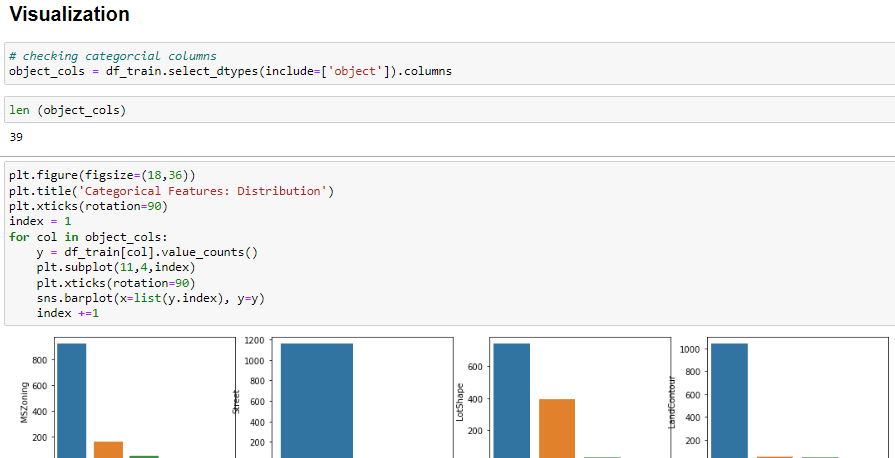 Visualization
# checking categorcial columns
object_cols = df_train.select_dtypes(include=['object']).columns
len (object_cols)
39
plt.figure(figsize=(18,36))
plt.title('Categorical Features: Distribution')
plt.xticks(rotation=90)
index = 1
for col in object_cols:
    y = df_train[col].value_counts()
    plt.subplot(11,4,index)
    plt.xticks(rotation=90)
    sns.barplot(x=list(y.index), y=y)
    index +=1
MSZoning
800
600
400
200
Street
1200
1000
800
600
400
200
LotShape
600
400
200
LandContour
1000
800
600
400
200